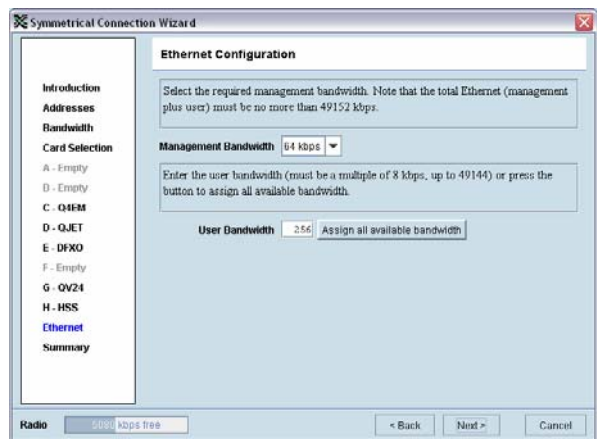 Symmetrical Connection Wizard
Ethernet Configuration
Introduction
Addresses
Bandwidth
Card Selection
A - Empty
D - Empty
C - Q4EM
D - QJET
E - DFXO
F - Empty
G - QV24
H - HSS
Ethernet
Summary
Select the required management bandwidth. Note that the total Ethernet (management
plus user) must be no more than 49152 kbps.
Management Bandwidth 64 kbps
Enter the user bandwidth (must be a multiple of 8 kbps, up to 49144) or press the
button to assign all available bandwidth.
User Bandwidth 256 Assign all available bandwidth
Radio 5080 kbps free
< Back Next > Cancel